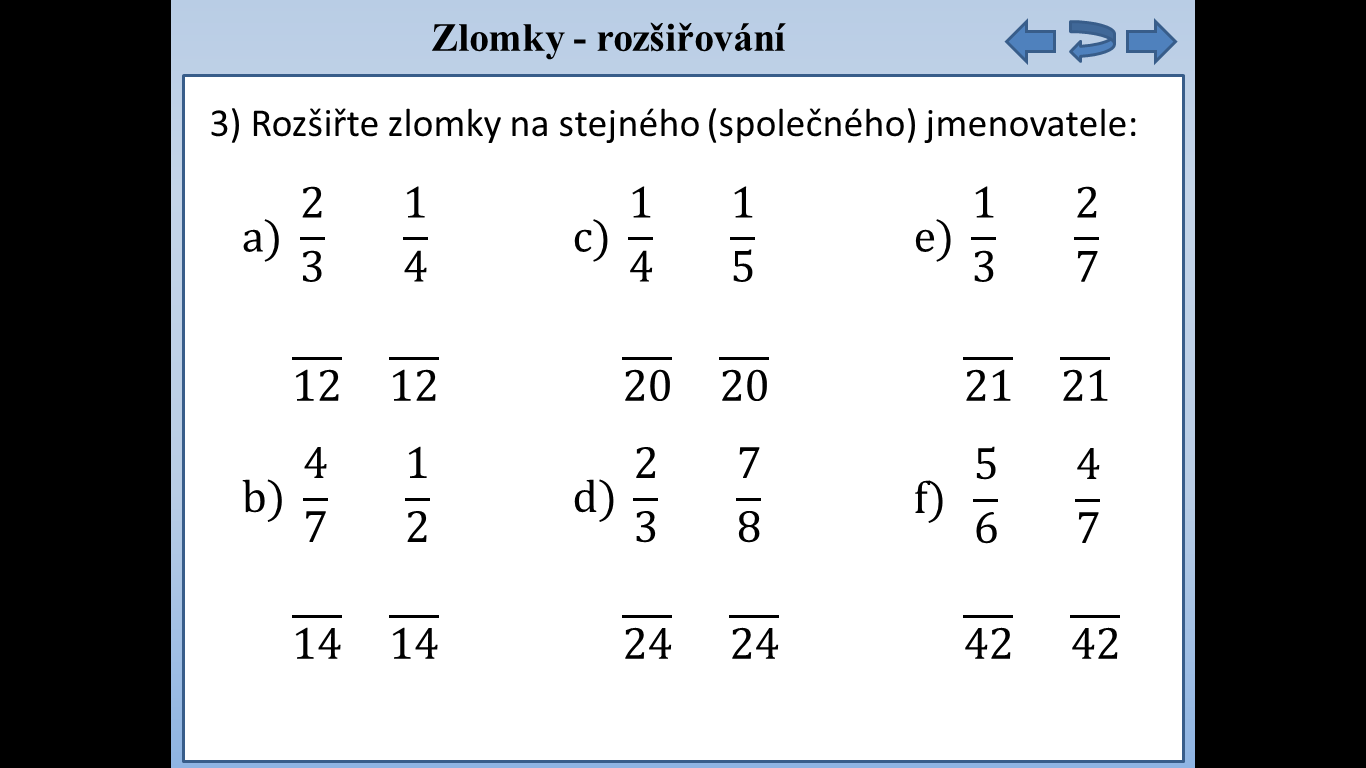 Zlomky - rozšiřování
3) Rozšiřte zlomky na stejného (společného) jmenovatele:
a) 2/3 1/4 c) 1/4 1/5 e) 1/3 2/7
/12 /12 /20 /20 /21 /21
b) 4/7 1/2 d) 2/3 7/8 f) 5/6 4/7
/14 /14 /24 /24 /42 /42